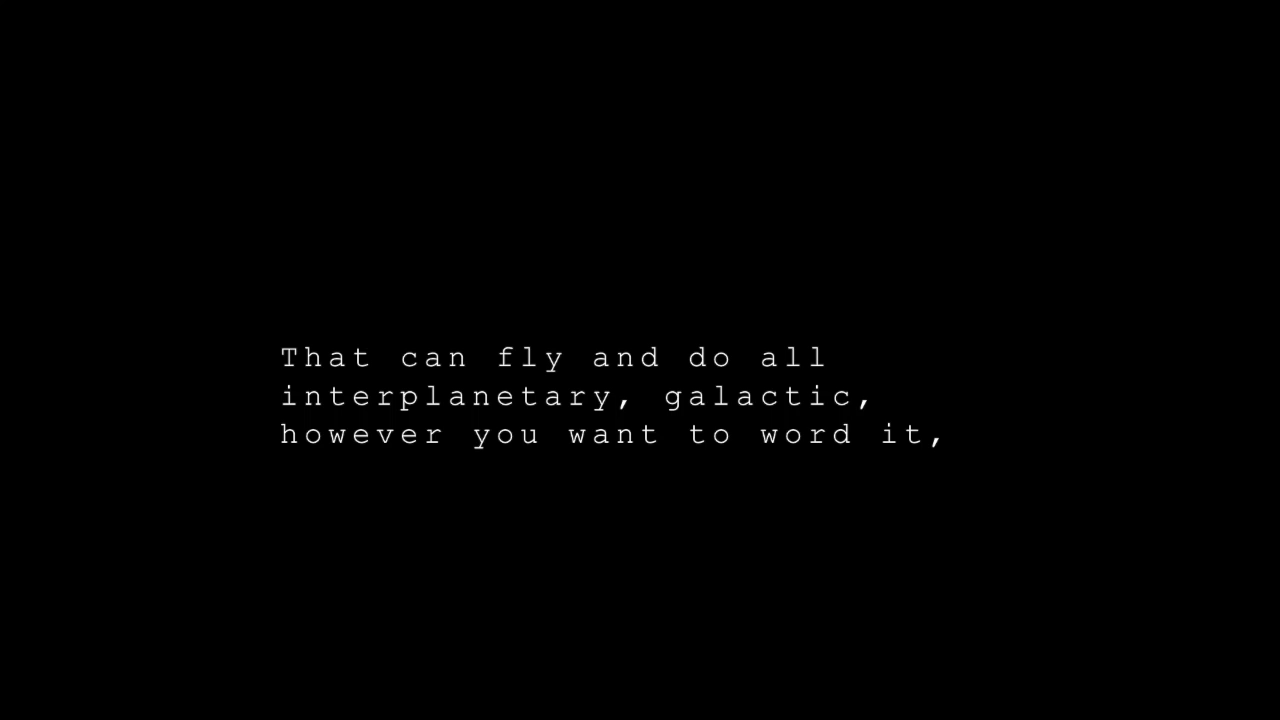 That can fly and do all
interplanetary, galactic,
however you want to word it,